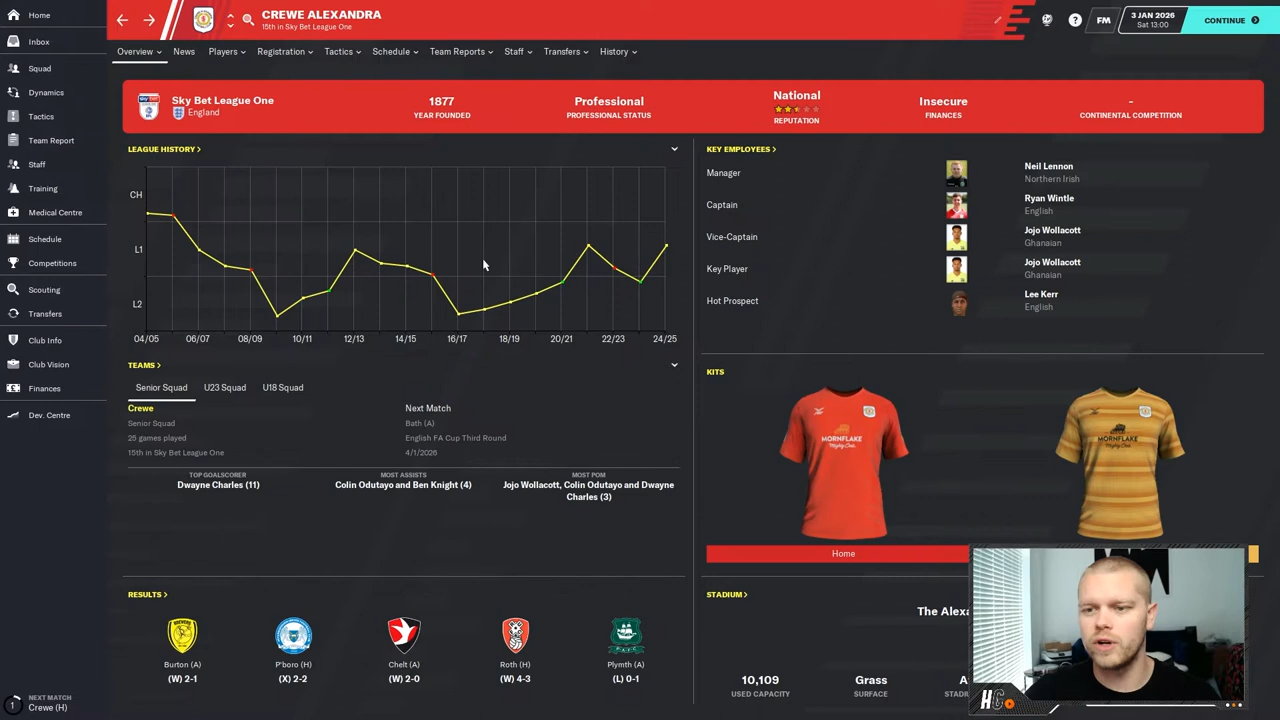 Home
CREWE ALEXANDRA
15th in Sky Bet League One
FM
3 JAN 2026
Sat 13:00
CONTINUE
Inbox
Overview
News
Players
Registration
Tactics
Schedule
Team Reports
Staff
Transfers
History
Squad
Dynamics
Tactics
Team Report
Staff
Training
Medical Centre
Schedule
Competitions
Scouting
Transfers
Club Info
Club Vision
Finances
Dev. Centre
NEXT MATCH
Crewe (H)
Sky Bet League One
England
1877
YEAR FOUNDED
Professional
PROFESSIONAL STATUS
National
REPUTATION
Insecure
FINANCES
-
CONTINENTAL COMPETITION
LEAGUE HISTORY >
CH
L1
L2
04/05 06/07 08/09 10/11 12/13 14/15 16/17 18/19 20/21 22/23 24/25
KEY EMPLOYEES >
Manager
Neil Lennon
Northern Irish
Captain
Ryan Wintle
English
Vice-Captain
Jojo Wollacott
Ghanaian
Key Player
Jojo Wollacott
Ghanaian
Hot Prospect
Lee Kerr
English
TEAMS >
Senior Squad U23 Squad U18 Squad
Crewe
Senior Squad
25 games played
15th in Sky Bet League One
Next Match
Bath (A)
English FA Cup Third Round
4/1/2026
TOP GOALSCORER
Dwayne Charles (11)
MOST ASSISTS
Colin Odutayo and Ben Knight (4)
MOST POM
Jojo Wollacott, Colin Odutayo and Dwayne
Charles (3)
KITS
MORNFLAKE
Mighty Oats
MORNFLAKE
Mighty Oats
Home
RESULTS >
Burton (A)
(W) 2-1
P'boro (H)
(X) 2-2
Chelt (A)
(W) 2-0
Roth (H)
(W) 4-3
Plymth (A)
(L) 0-1
STADIUM >
The Alexa
10,109
USED CAPACITY
Grass
SURFACE
STADI